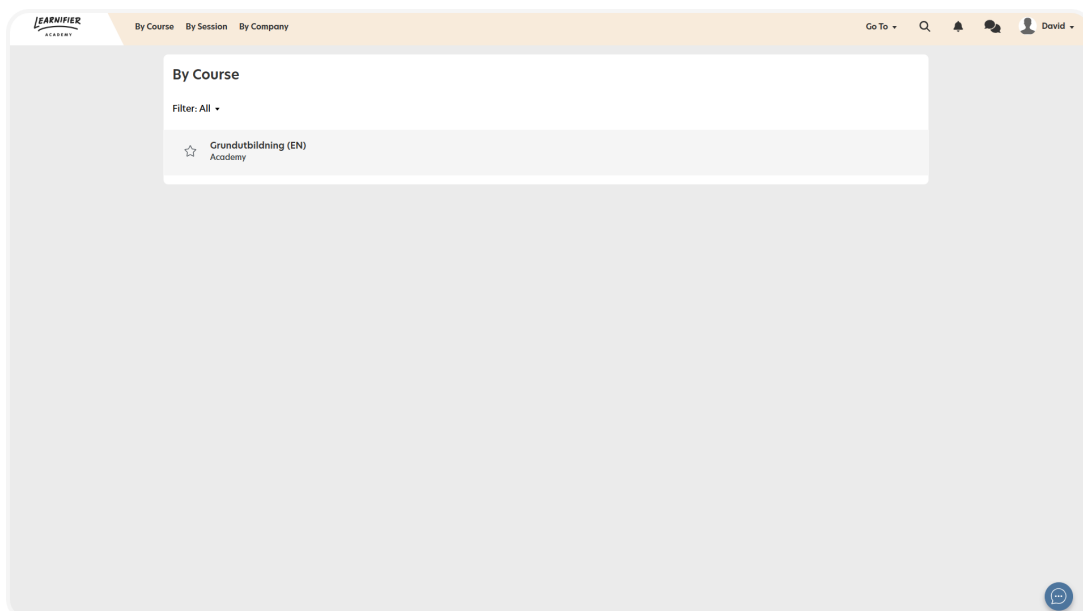 LEARNIFIER
ACADEMY
By Course By Session By Company
Go To
David
By Course
Filter: All
Grundutbildning (EN)
Academy